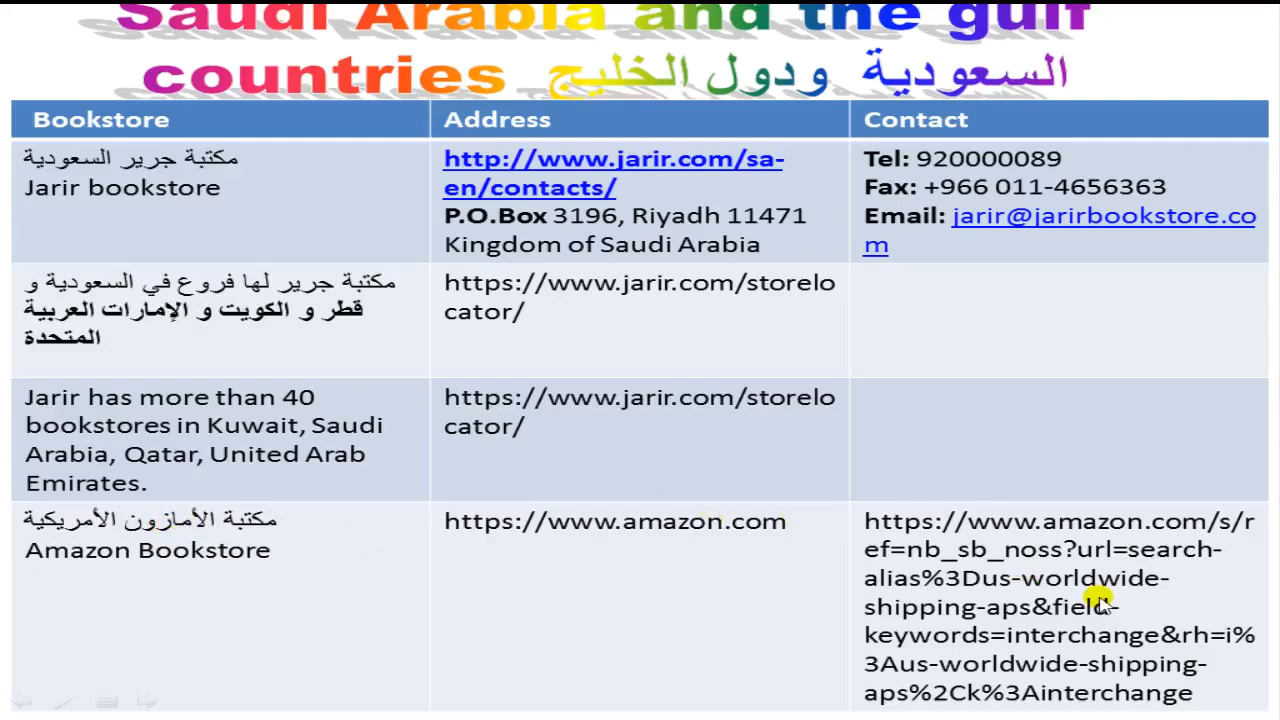 Saudi Arabia and the gulf
countries السعودية ودول الخليج
Bookstore
Address
Contact
مكتبة جرير السعودية
Jarir bookstore
http://www.jarir.com/sa-
en/contacts/
P.O.Box 3196, Riyadh 11471
Kingdom of Saudi Arabia
Tel: 920000089
Fax: +966 011-4656363
Email: jarir@jarirbookstore.co
m
مكتبة جرير لها فروع في السعودية و
قطر و الكويت و الإمارات العربية
المتحدة
https://www.jarir.com/storelo
cator/
Jarir has more than 40
bookstores in Kuwait, Saudi
Arabia, Qatar, United Arab
Emirates.
https://www.jarir.com/storelo
cator/
مكتبة الأمازون الأمريكية
Amazon Bookstore
https://www.amazon.com
https://www.amazon.com/s/r
ef=nb_sb_noss?url=search-
alias%3Dus-worldwide-
shipping-aps&field-
keywords=interchange&rh=i%
3Aus-worldwide-shipping-
aps%2Ck%3Ainterchange